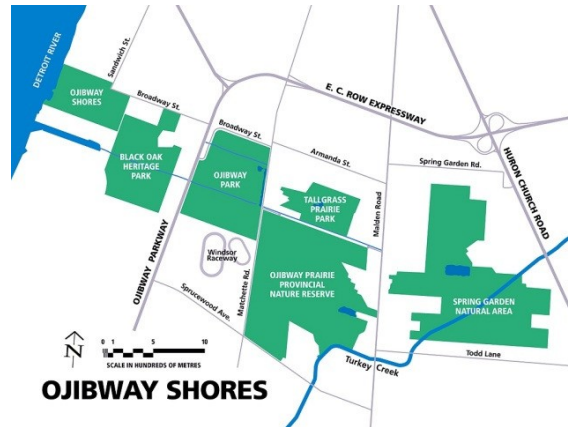 DETROIT RIVER
Sandwich St.
OJIBWAY
SHORES
Broadway St.
E. C. ROW EXPRESSWAY
Broadway St.
BLACK OAK
HERITAGE
PARK
OJIBWAY
PARK
Armanda St.
Spring Garden Rd.
HURON CHURCH ROAD
TALLGRASS
PRAIRIE
PARK
Malden Road
OJIBWAY PARKWAY
Windsor
Raceway
Matchette Rd.
OJIBWAY PRAIRIE
PROVINCIAL
NATURE RESERVE
SPRING GARDEN
NATURAL AREA
Sprucewood Ave.
Turkey Creek
Todd Lane
N
0 1 5 10
SCALE IN HUNDREDS OF METRES
OJIBWAY SHORES